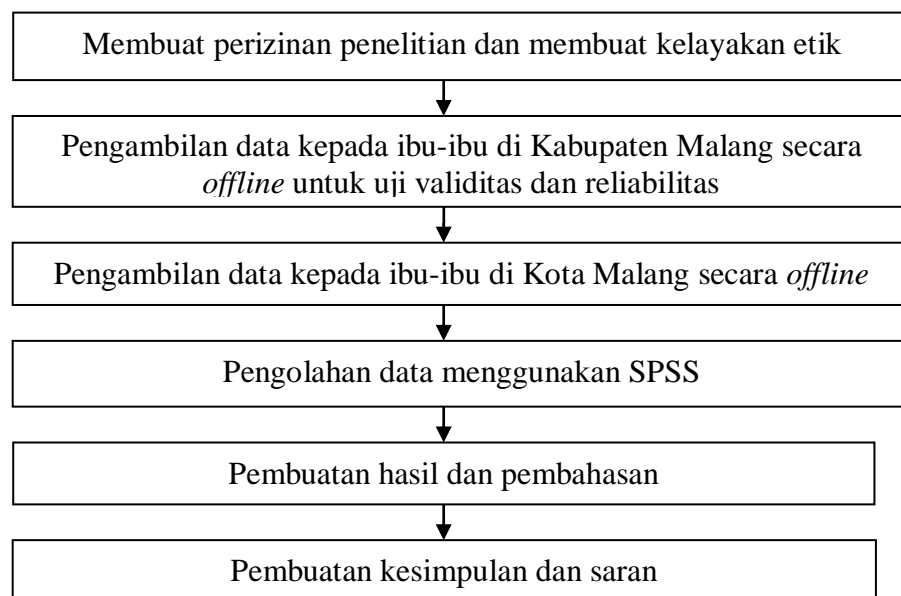 Membuat perizinan penelitian dan membuat kelayakan etik
Pengambilan data kepada ibu-ibu di Kabupaten Malang secara
offline untuk uji validitas dan reliabilitas
Pengambilan data kepada ibu-ibu di Kota Malang secara offline
Pengolahan data menggunakan SPSS
Pembuatan hasil dan pembahasan
Pembuatan kesimpulan dan saran